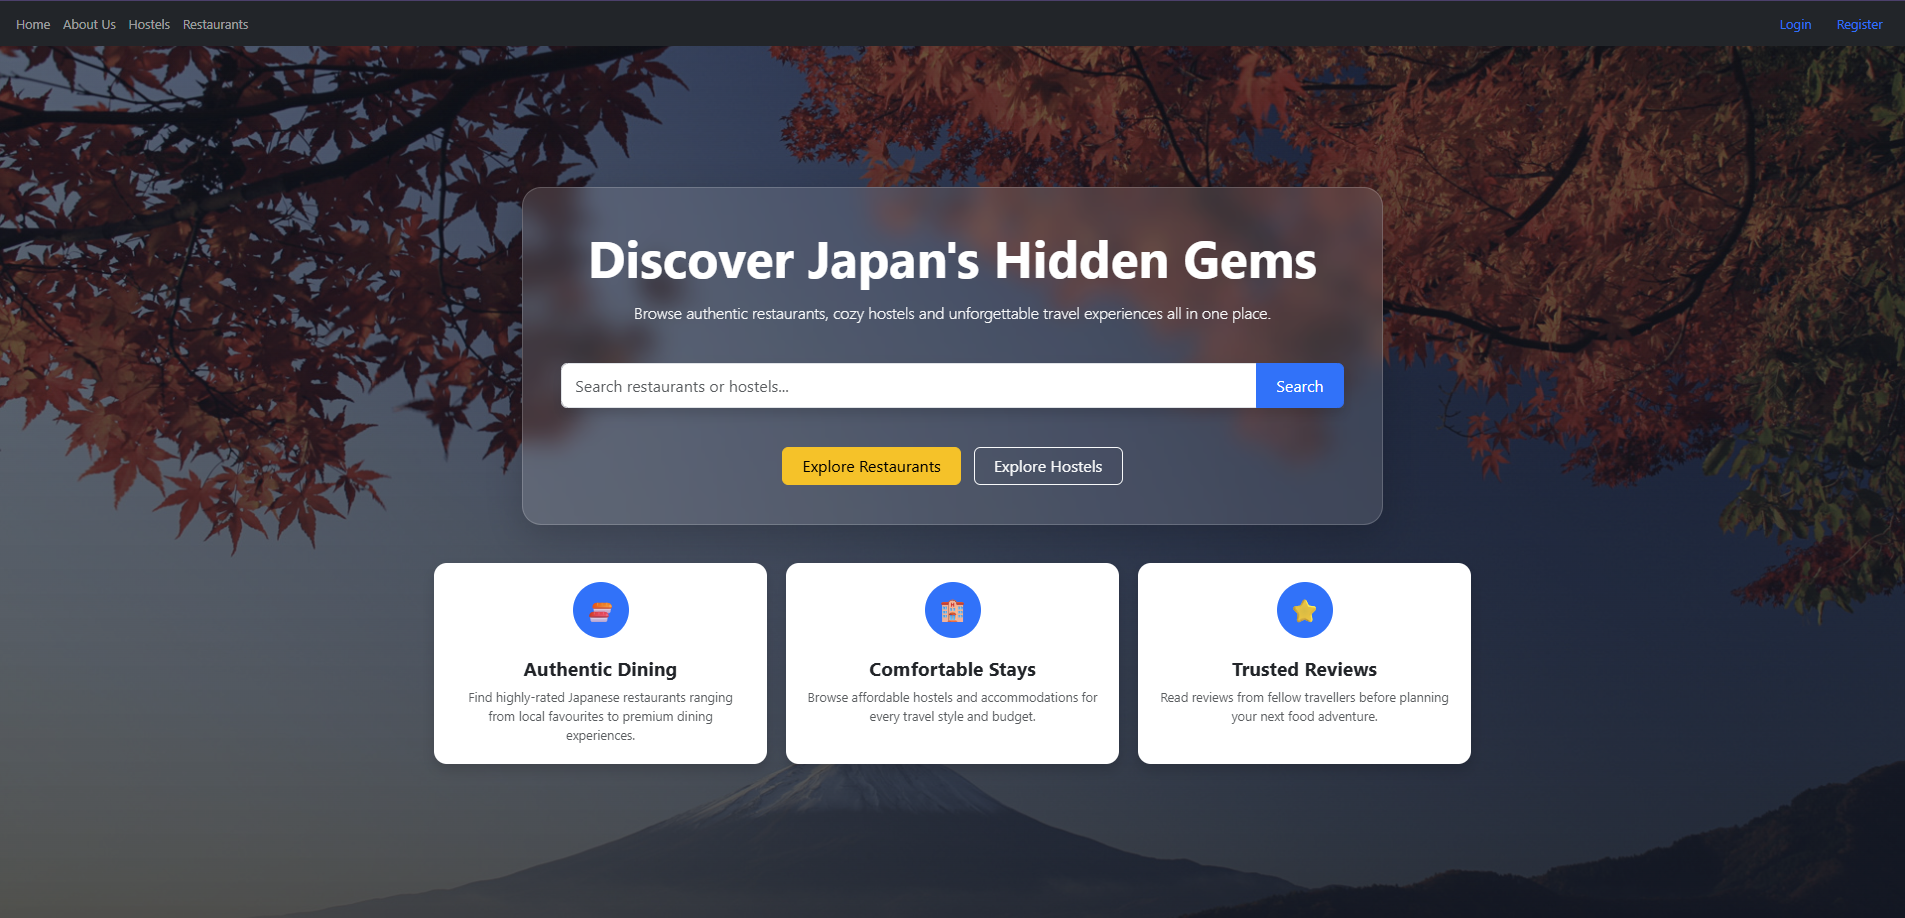 Home About Us Hostels Restaurants Login Register
Discover Japan's Hidden Gems
Browse authentic restaurants, cozy hostels and unforgettable travel experiences all in one place.
Search restaurants or hostels... Search
Explore Restaurants Explore Hostels
Authentic Dining
Find highly-rated Japanese restaurants ranging
from local favourites to premium dining
experiences.
Comfortable Stays
Browse affordable hostels and accommodations for
every travel style and budget.
Trusted Reviews
Read reviews from fellow travellers before planning
your next food adventure.